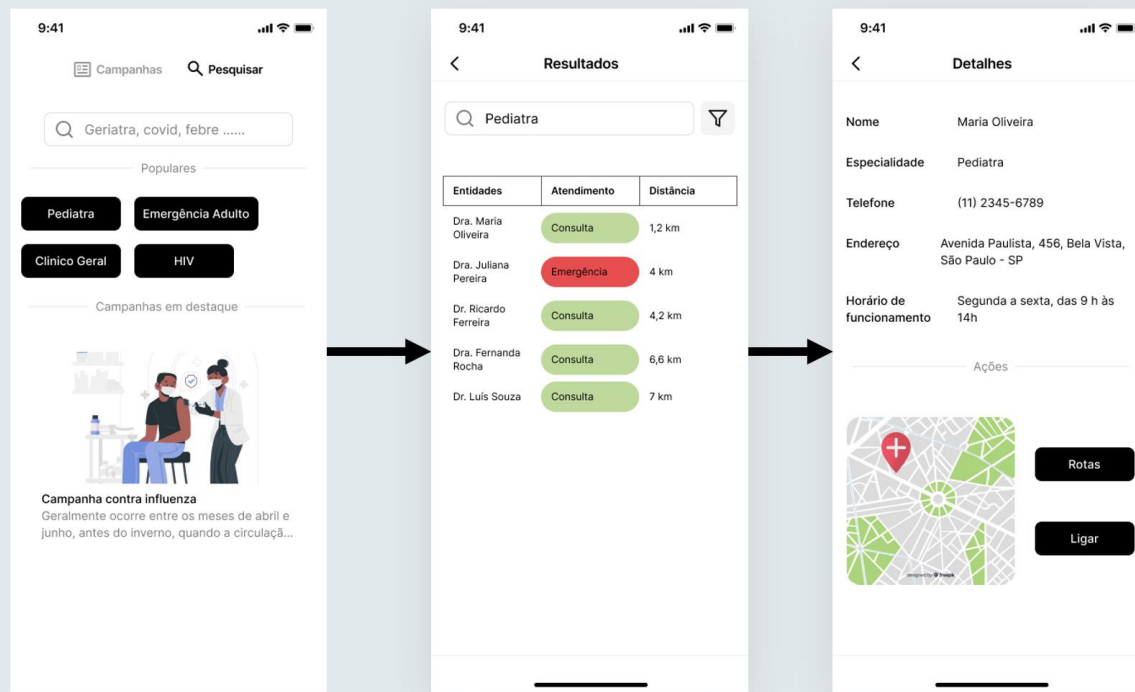 9:41
Campanhas Pesquisar
Geriatra, covid, febre ......
Populares
Pediatra Emergência Adulto
Clinico Geral HIV
Campanhas em destaque
Campanha contra influenza
Geralmente ocorre entre os meses de abril e
junho, antes do inverno, quando a circulaçã...
9:41
Resultados
Pediatra
Entidades Atendimento Distância
Dra. Maria
Oliveira
Consulta
1,2 km
Dra. Juliana
Pereira
Emergência
4 km
Dr. Ricardo
Ferreira
Consulta
4,2 km
Dra. Fernanda
Rocha
Consulta
6,6 km
Dr. Luís Souza Consulta 7 km
9:41
Detalhes
Nome Maria Oliveira
Especialidade Pediatra
Telefone (11) 2345-6789
Endereço Avenida Paulista, 456, Bela Vista,
São Paulo - SP
Horário de
funcionamento
Segunda a sexta, das 9 h às
14h
Ações
Rotas
Ligar
designed by freepik